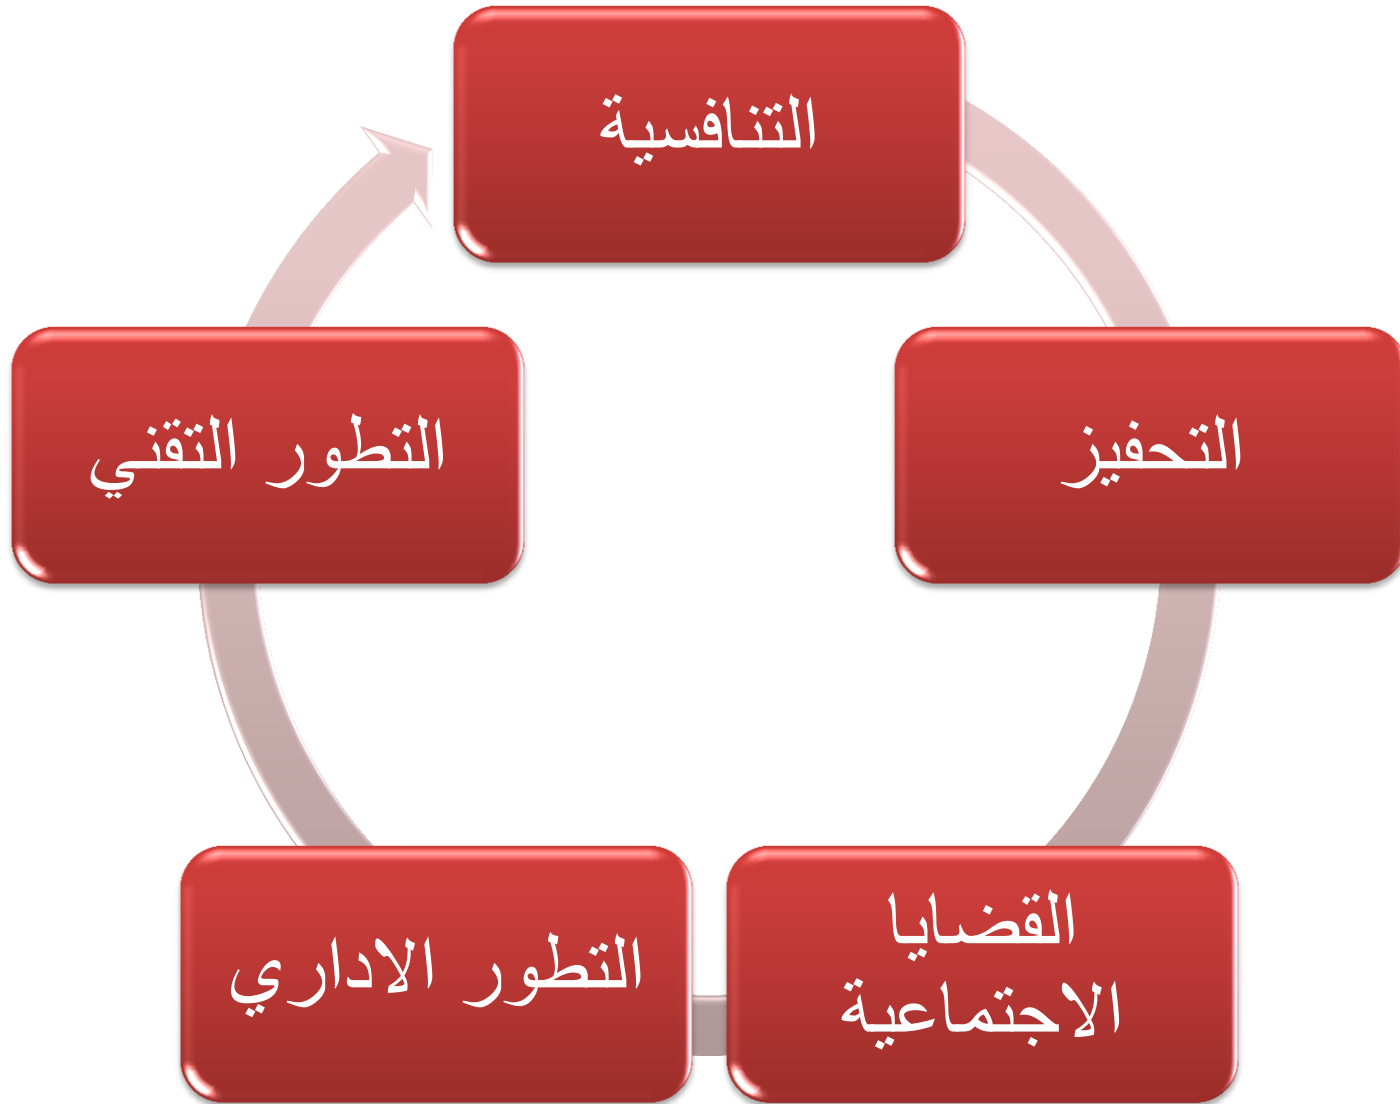 التنافسية
التحفيز
القضايا
الاجتماعية
التطور الاداري
التطور التقني